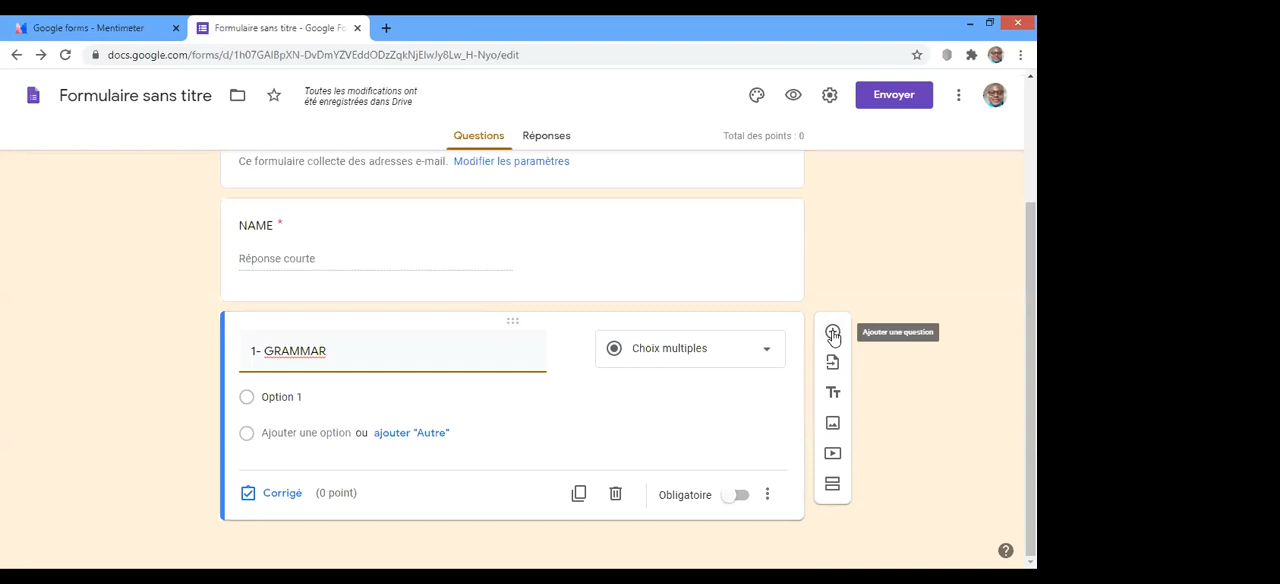 Google forms - Mentimeter
Formulaire sans titre - Google Fo
docs.google.com/forms/d/1h07GAlBpXN-DvDmYZVEddODzZqkNjElwJy8Lw_H-Nyo/edit
Formulaire sans titre
Toutes les modifications ont
été enregistrées dans Drive
Envoyer
Questions
Réponses
Total des points : 0
Ce formulaire collecte des adresses e-mail. Modifier les paramètres
NAME *
Réponse courte
1- GRAMMAR
Choix multiples
Ajouter une question
Option 1
Ajouter une option ou ajouter "Autre"
Tт
Corrigé (0 point)
Obligatoire